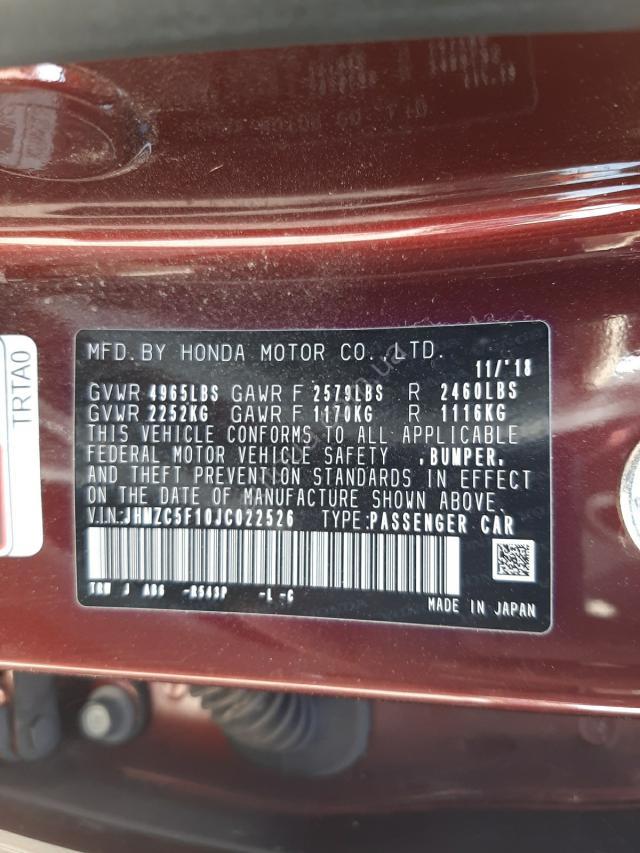 MFD. BY HONDA MOTOR CO., LTD. 11/'18
GVWR 4965LBS GAWR F 2579LBS R 2460LBS
GVWR 2252KG GAWR F 1170KG R 1116KG
THIS VEHICLE CONFORMS TO ALL APPLICABLE
FEDERAL MOTOR VEHICLE SAFETY ,BUMPER,
AND THEFT PREVENTION STANDARDS IN EFFECT
ON THE DATE OF MANUFACTURE SHOWN ABOVE.
V.I.N:JHMZC5F10JC022526 TYPE:PASSENGER CAR
-R543P -L -C
MADE IN JAPAN
TRTA0